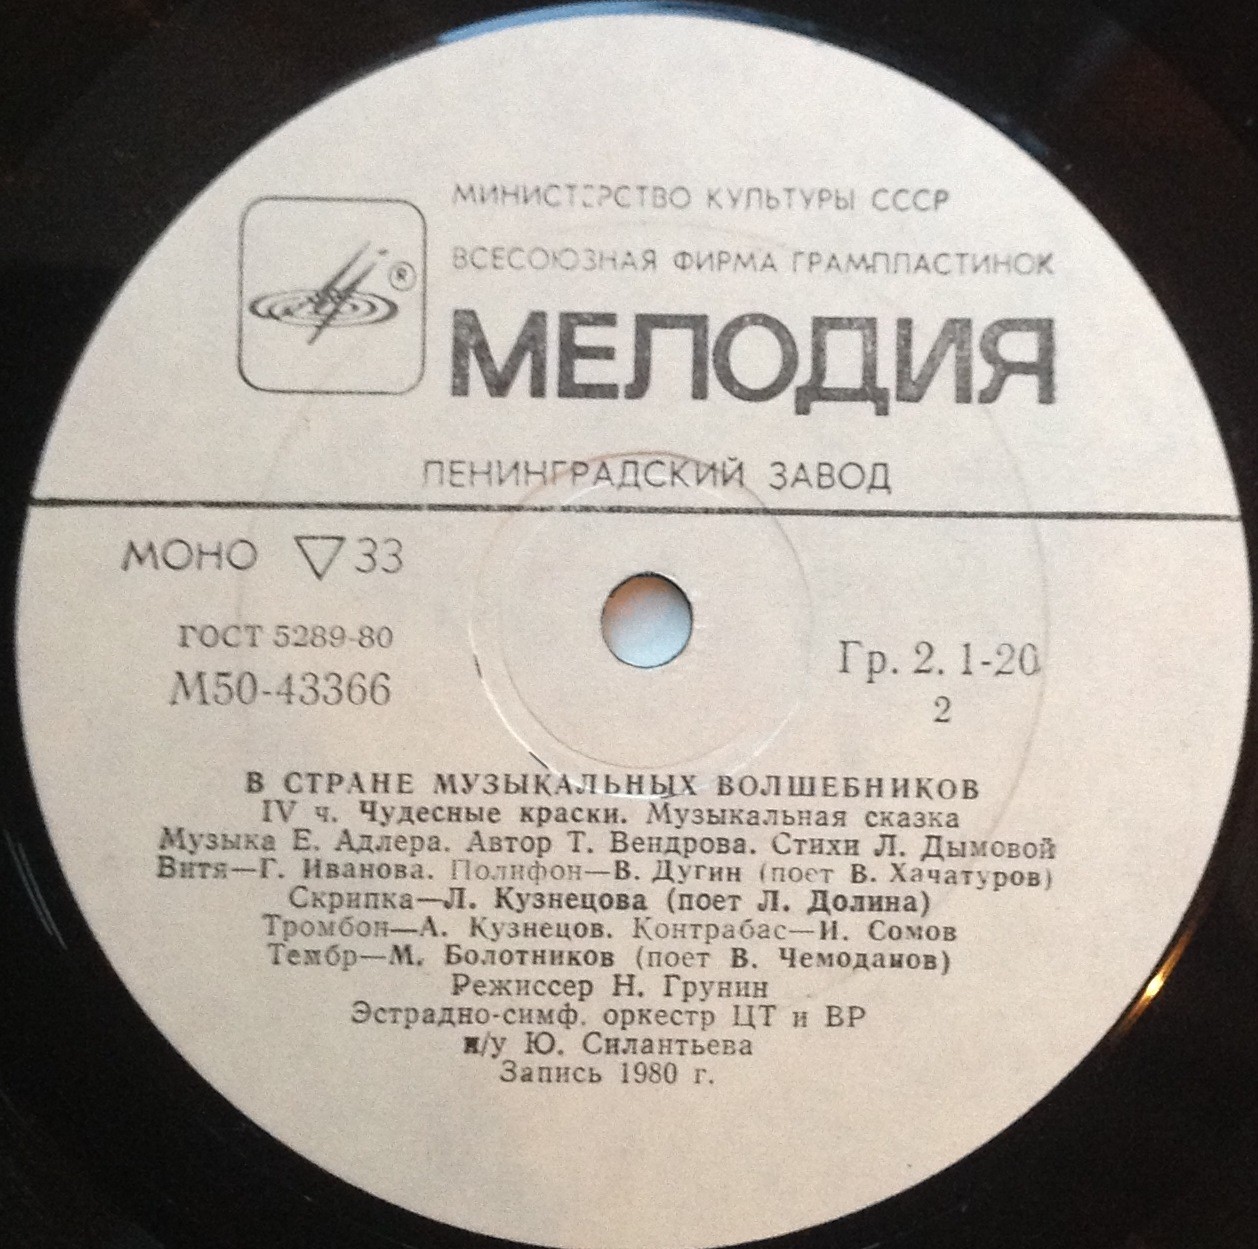 МИНИСТЕРСТВО КУЛЬТУРЫ СССР
ВСЕСОЮЗНАЯ ФИРМА ГРАМПЛАСТИНОК
®
МЕЛОДИЯ
ЛЕНИНГРАДСКИЙ ЗАВОД
МОНО ▽ 33
ГОСТ 5289-80
М50-43366
Гр. 2. 1-20
2
В СТРАНЕ МУЗЫКАЛЬНЫХ ВОЛШЕБНИКОВ
IV ч. Чудесные краски. Музыкальная сказка
Музыка Е. Адлера. Автор Т. Вендрова. Стихи Л. Дымовой
Витя—Г. Иванова. Полифон—В. Дугин (поет В. Хачатуров)
Скрипка—Л. Кузнецова (поет Л. Долина)
Тромбон—А. Кузнецов. Контрабас—И. Сомов
Тембр—М. Болотников (поет В. Чемоданов)
Режиссер Н. Грунин
Эстрадно-симф. оркестр ЦТ и ВР
п/у Ю. Силантьева
Запись 1980 г.